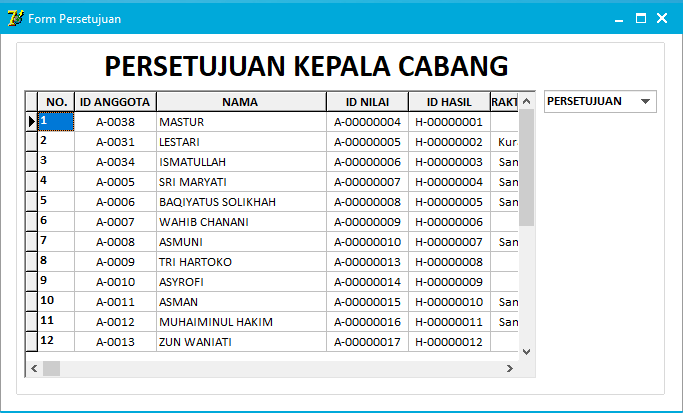 Form Persetujuan
PERSETUJUAN KEPALA CABANG
NO. ID ANGGOTA NAMA ID NILAI ID HASIL RAKT
PERSETUJUAN
1 A-0038 MASTUR A-00000004 H-00000001
2 A-0031 LESTARI A-00000005 H-00000002 Kura
3 A-0034 ISMATULLAH A-00000006 H-00000003 San
4 A-0005 SRI MARYATI A-00000007 H-00000004 San
5 A-0006 BAQIYATUS SOLIKHAH A-00000008 H-00000005 San
6 A-0007 WAHIB CHANANI A-00000009 H-00000006
7 A-0008 ASMUNI A-00000010 H-00000007 San
8 A-0009 TRI HARTOKO A-00000013 H-00000008
9 A-0010 ASYROFI A-00000014 H-00000009
10 A-0011 ASMAN A-00000015 H-00000010 San
11 A-0012 MUHAIMINUL HAKIM A-00000016 H-00000011 San
12 A-0013 ZUN WANIATI A-00000017 H-00000012